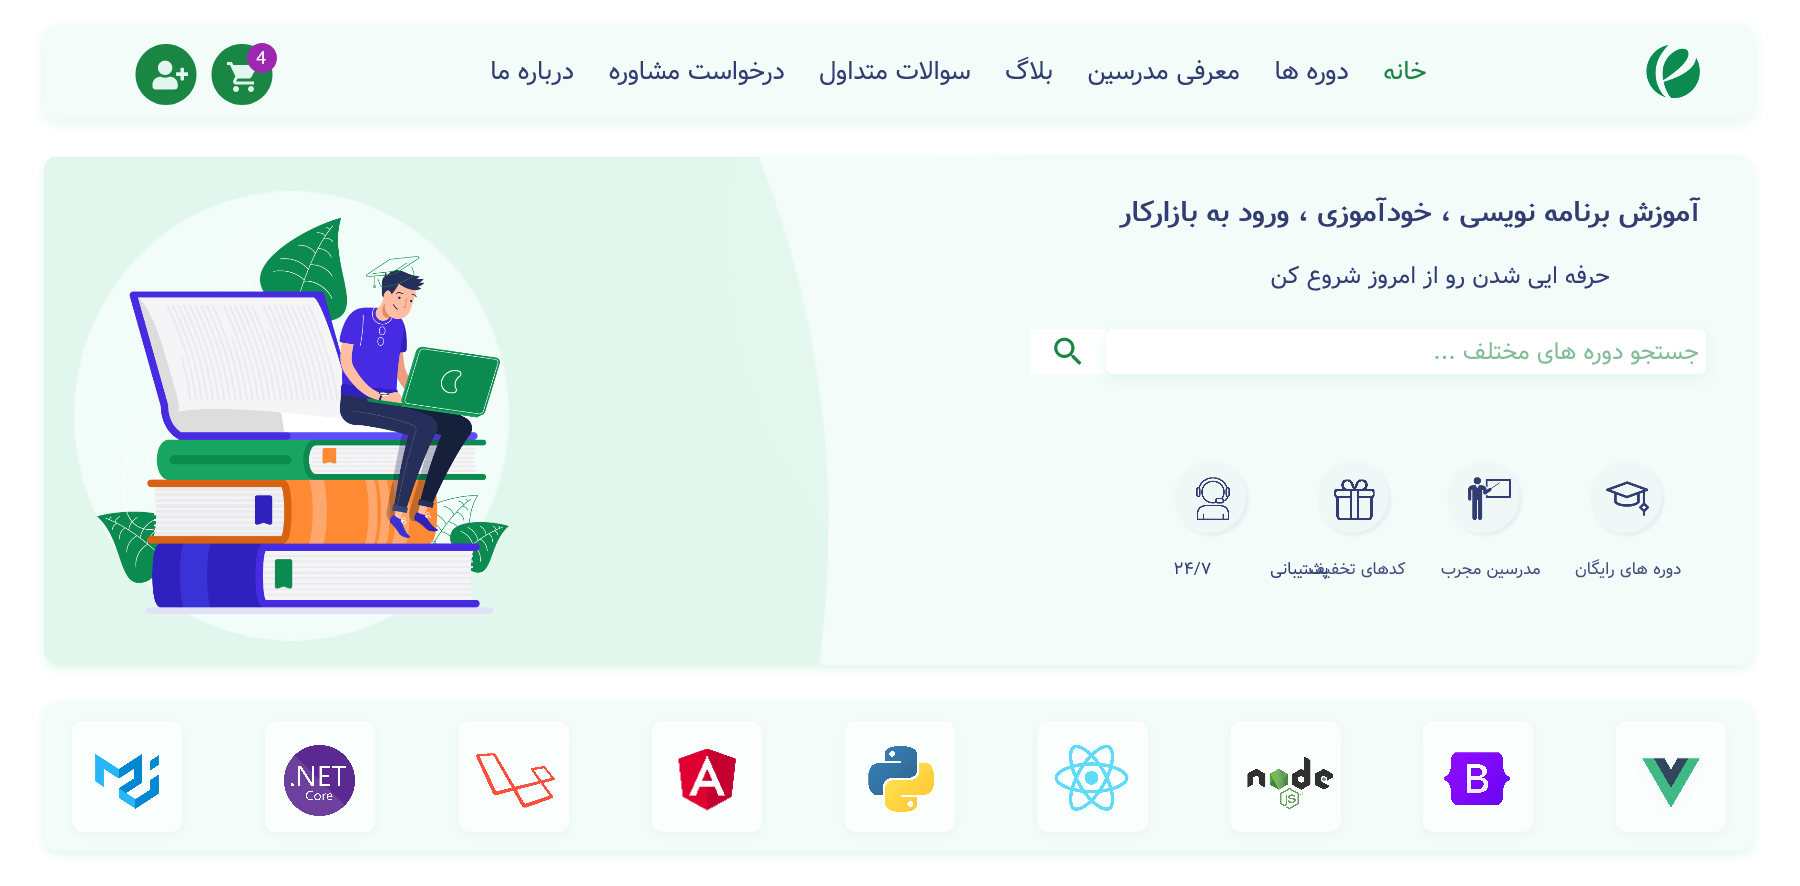 خانه
دوره ها
معرفی مدرسین
بلاگ
سوالات متداول
درخواست مشاوره
درباره ما
4
آموزش برنامه نویسی ، خودآموزی ، ورود به بازارکار
حرفه ایی شدن رو از امروز شروع کن
جستجو دوره های مختلف ...
دوره های رایگان
مدرسین مجرب
کدهای تخفیف
پشتیبانی ۲۴/۷
B
node
JS
A
.NET
Core